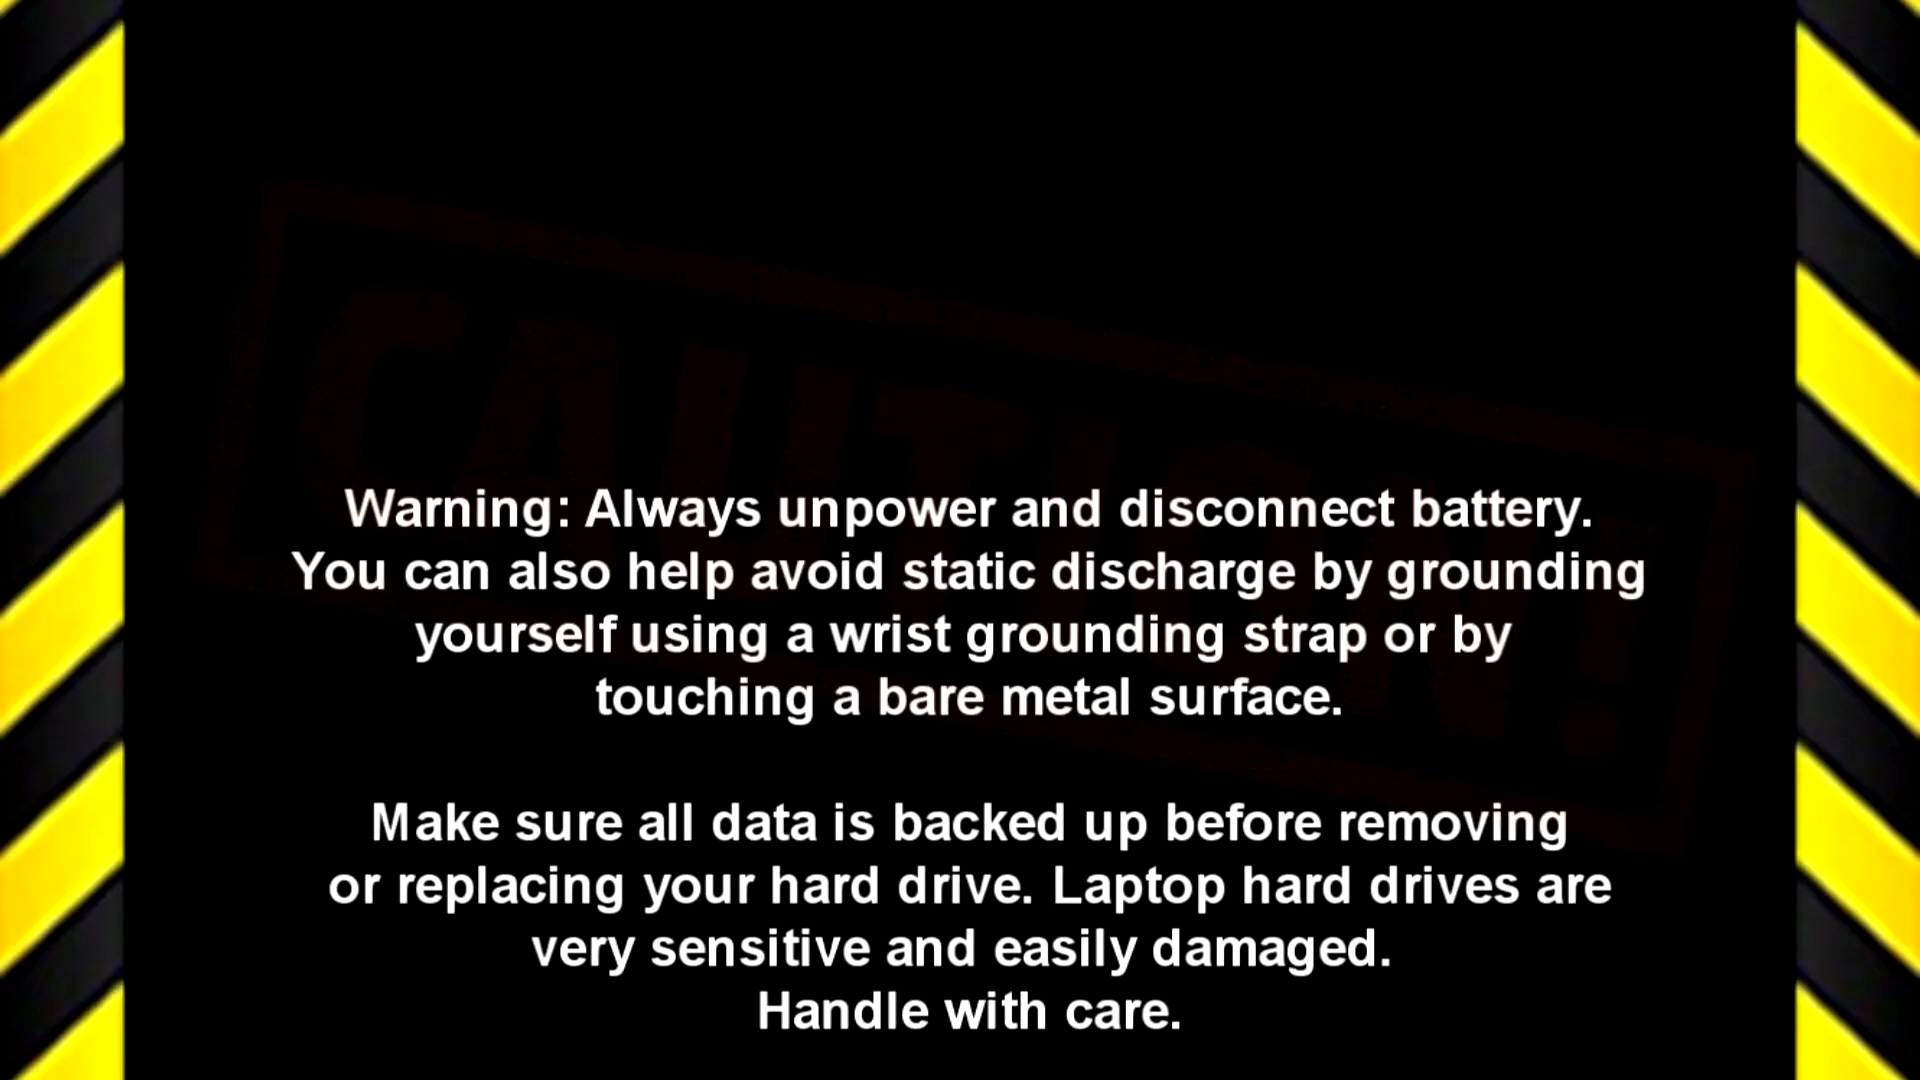 CAUTION!
Warning: Always unpower and disconnect battery.
You can also help avoid static discharge by grounding
yourself using a wrist grounding strap or by
touching a bare metal surface.
Make sure all data is backed up before removing
or replacing your hard drive. Laptop hard drives are
very sensitive and easily damaged.
Handle with care.